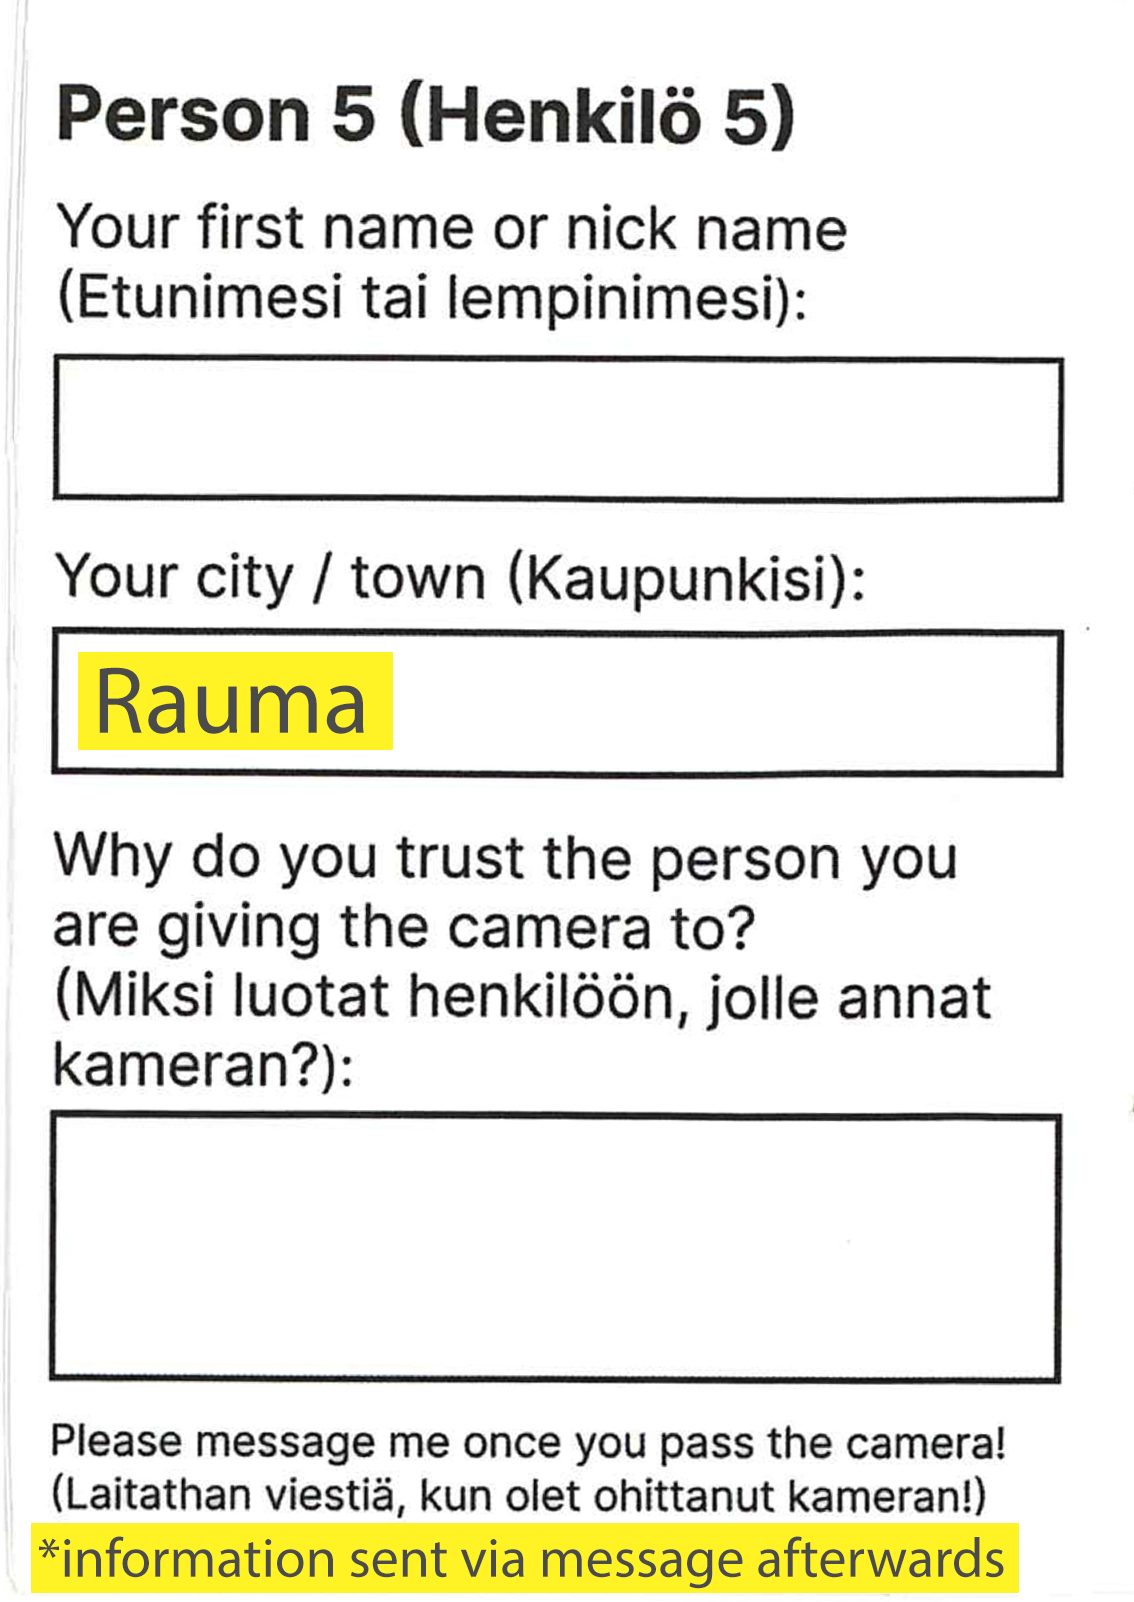 Person 5 (Henkilö 5)
Your first name or nick name
(Etunimesi tai lempinimesi):
Your city / town (Kaupunkisi):
Rauma
Why do you trust the person you
are giving the camera to?
(Miksi luotat henkilöön, jolle annat
kameran?):
Please message me once you pass the camera!
(Laitathan viestiä, kun olet ohittanut kameran!)
*information sent via message afterwards